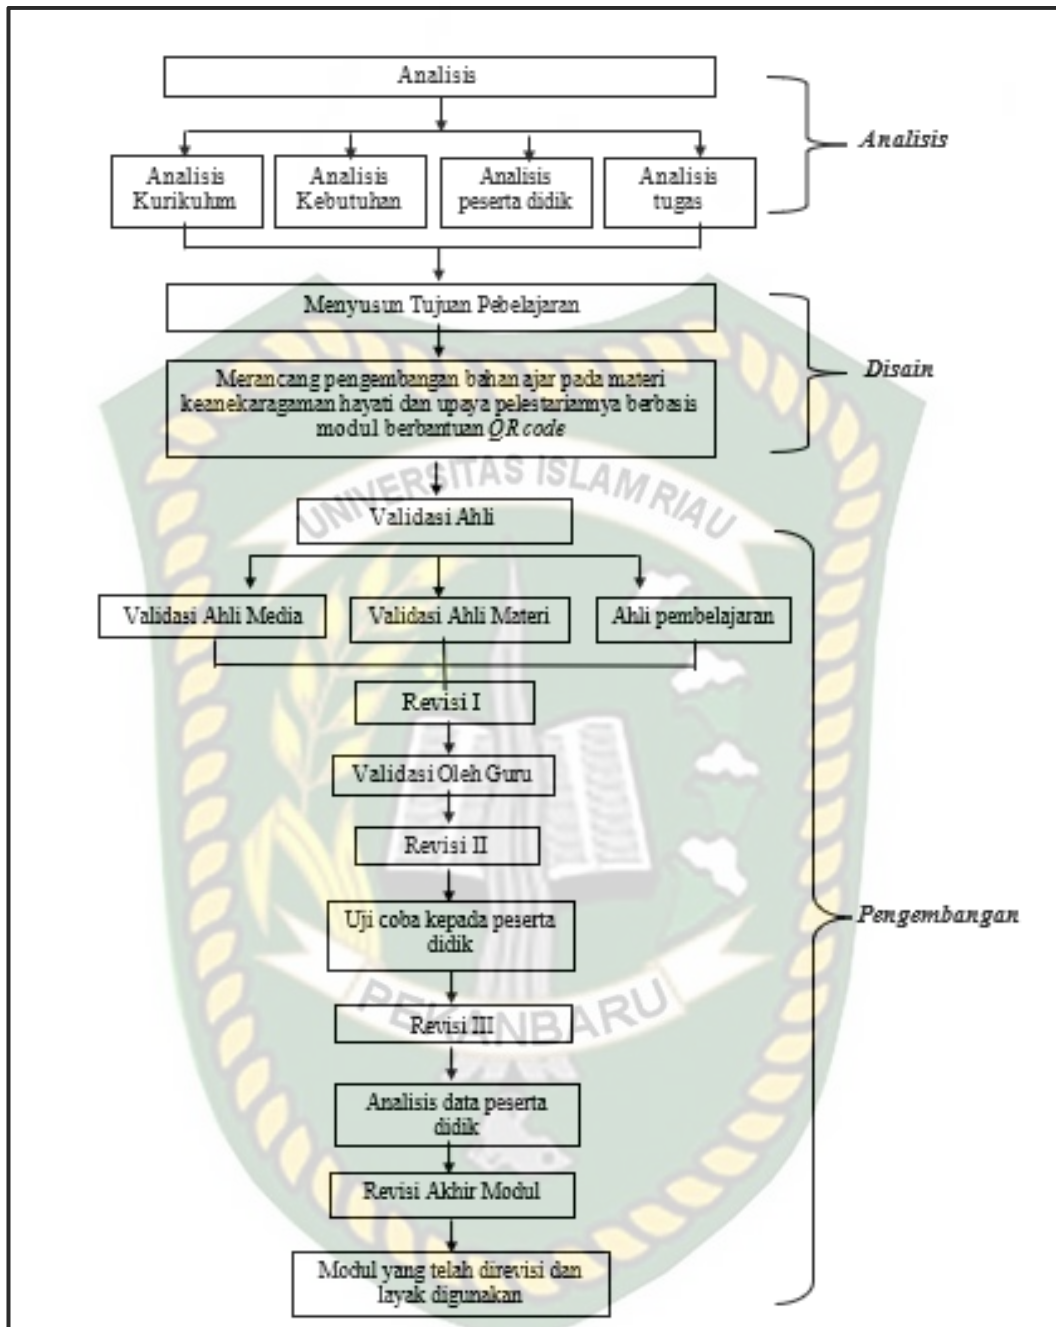 Analisis
Analisis
Analisis
Kurikulum
Analisis
Kebutuhan
Analisis
peserta didik
Analisis
tugas
Analisis
Menyusun Tujuan Pebelajaran
Merancang pengembangan bahan ajar pada materi
keanekaragaman hayati dan upaya pelestariannya berbasis
modul berbantuan QR code
Disain
UNIVERSITAS ISLAM RIAU
Validasi Ahli
Validasi Ahli Media
Validasi Ahli Materi
Ahli pembelajaran
Revisi I
Validasi Oleh Guru
Revisi II
Uji coba kepada peserta
didik
Pengembangan
PEKANBARU
Revisi III
Analisis data peserta
didik
Revisi Akhir Modul
Modul yang telah direvisi dan
layak digunakan